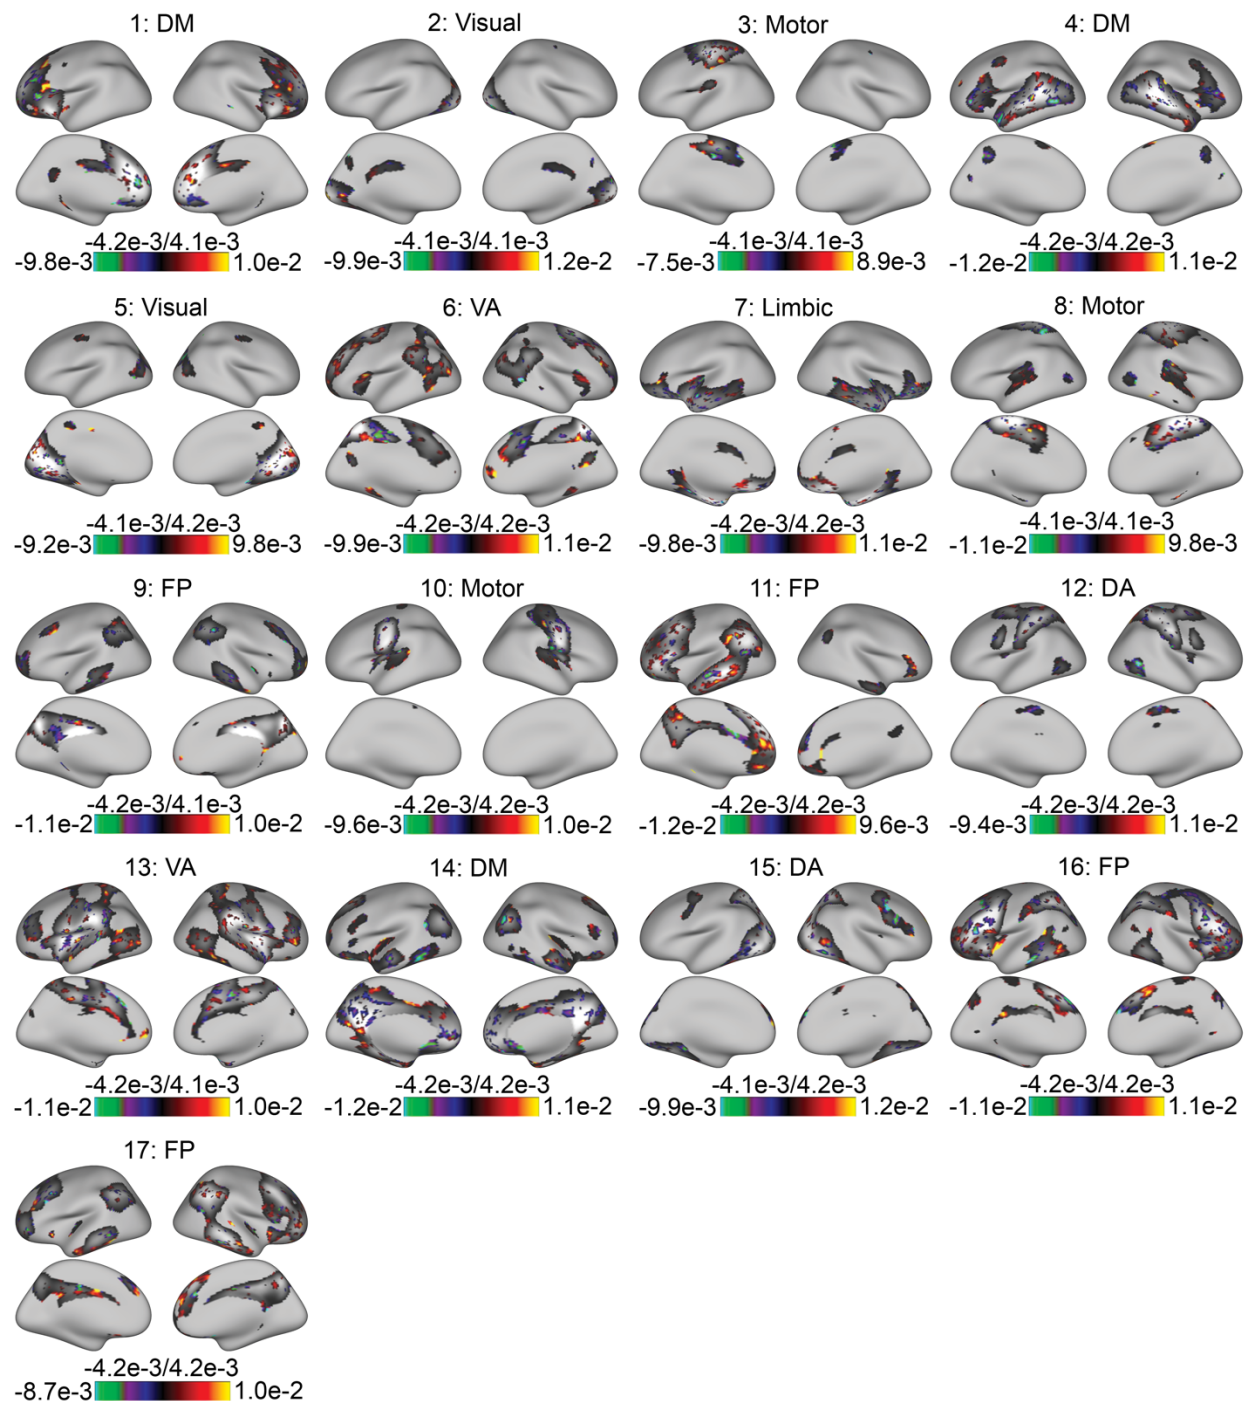 1: DM 2: Visual 3: Motor 4: DM
-4.2e-3/4.1e-3 -4.1e-3/4.1e-3 -4.1e-3/4.1e-3 -4.2e-3/4.2e-3
-9.8e-3 1.0e-2 -9.9e-3 1.2e-2 -7.5e-3 8.9e-3 -1.2e-2 1.1e-2
5: Visual 6: VA 7: Limbic 8: Motor
-4.1e-3/4.2e-3 -4.2e-3/4.2e-3 -4.2e-3/4.2e-3 -4.1e-3/4.1e-3
-9.2e-3 9.8e-3 -9.9e-3 1.1e-2 -9.8e-3 1.1e-2 -1.1e-2 9.8e-3
9: FP 10: Motor 11: FP 12: DA
-4.2e-3/4.1e-3 -4.2e-3/4.2e-3 -4.2e-3/4.2e-3 -4.2e-3/4.2e-3
-1.1e-2 1.0e-2 -9.6e-3 1.0e-2 -1.2e-2 9.6e-3 -9.4e-3 1.1e-2
13: VA 14: DM 15: DA 16: FP
-4.2e-3/4.1e-3 -4.2e-3/4.2e-3 -4.1e-3/4.2e-3 -4.2e-3/4.2e-3
-1.1e-2 1.0e-2 -1.2e-2 1.1e-2 -9.9e-3 1.2e-2 -1.1e-2 1.1e-2
17: FP
-4.2e-3/4.2e-3
-8.7e-3 1.0e-2